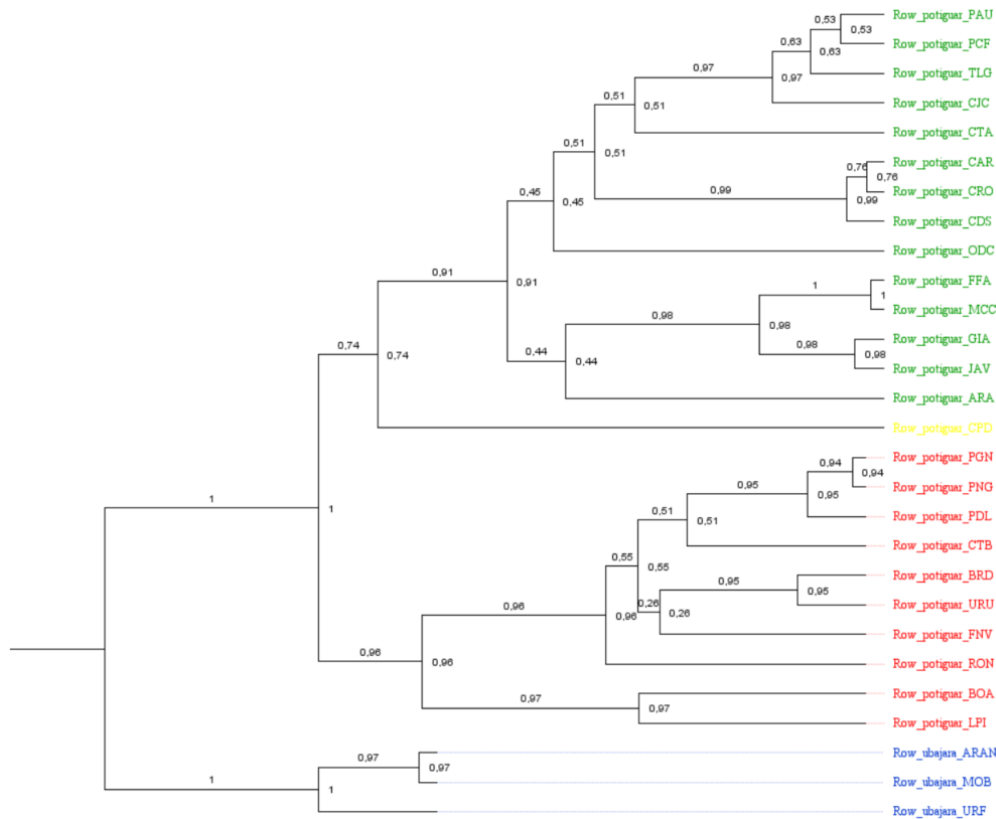 Row_potiguar_PAU
0,53
0,53
Row_potiguar_PCF
0,63
0,63
Row_potiguar_TLG
0,97
0,97
Row_potiguar_CJC
0,51
0,51
Row_potiguar_CTA
0,51
0,51
Row_potiguar_CAR
0,76
0,76
Row_potiguar_CRO
0,99
0,99
Row_potiguar_CDS
0,45
0,45
Row_potiguar_ODC
0,91
0,91
Row_potiguar_FFA
1
1
Row_potiguar_MCC
0,98
0,98
Row_potiguar_GIA
0,98
0,98
Row_potiguar_JAV
0,44
0,44
Row_potiguar_ARA
0,74
0,74
Row_potiguar_CPD
Row_potiguar_PGN
0,94
0,94
Row_potiguar_PNG
0,95
0,95
Row_potiguar_PDL
0,51
0,51
Row_potiguar_CTB
1
1
0,55
0,55
Row_potiguar_BRD
0,95
0,95
Row_potiguar_URU
0,26
0,26
Row_potiguar_FNV
0,96
0,96
Row_potiguar_RON
0,96
0,96
Row_potiguar_BOA
0,97
0,97
Row_potiguar_LPI
Row_ubajara_ARAN
0,97
0,97
Row_ubajara_MOB
1
1
Row_ubajara_URF